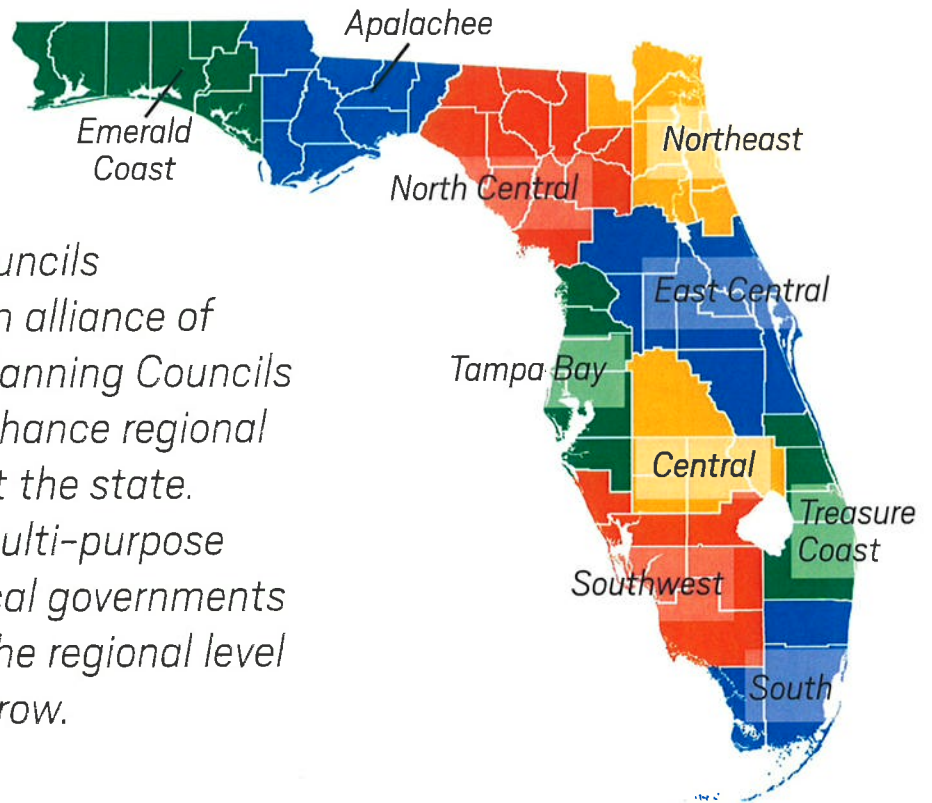 Apalachee
Emerald
Coast
Northeast
North Central
uncils
n alliance of
anning Councils
hance regional
t the state.
ulti-purpose
cal governments
he regional level
row.
East Central
Tampa Bay
Central
Treasure
Coast
Southwest
South